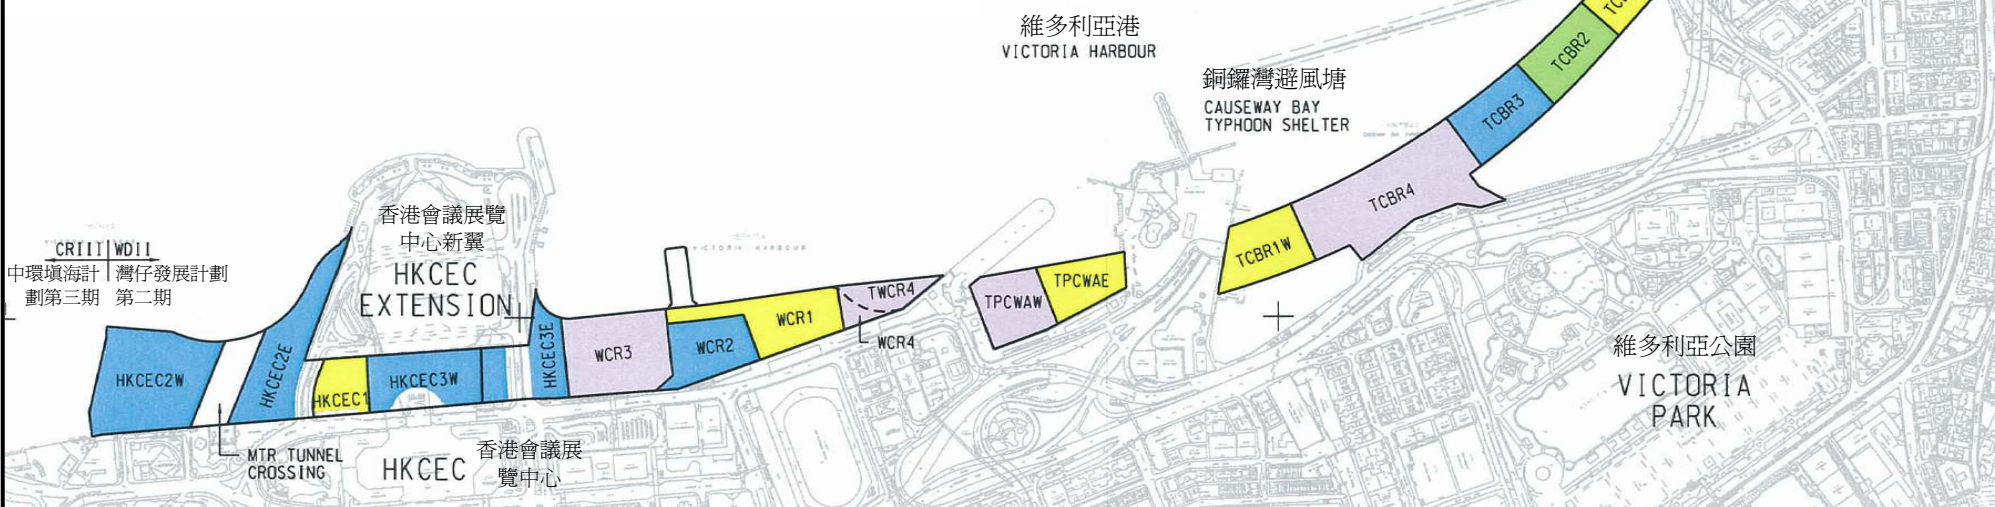 維多利亞港
VICTORIA HARBOUR
銅鑼灣避風塘
CAUSEWAY BAY
TYPHOON SHELTER
TCBR2
TCBR3
TCBR4
TCBR1W
香港會議展覽
中心新翼
HKCEC
EXTENSION
VICTORIA HARBOUR
CRIII WDII
中環填海計
劃第三期
灣仔發展計劃
第二期
HKCEC2W
HKCEC2E
HKCEC1
HKCEC3W
HKCEC3E
WCR3
WCR2
WCR1
TWCR4
WCR4
TPCWAW
TPCWAE
MTR TUNNEL
CROSSING
HKCEC
香港會議展
覽中心
維多利亞公園
VICTORIA
PARK